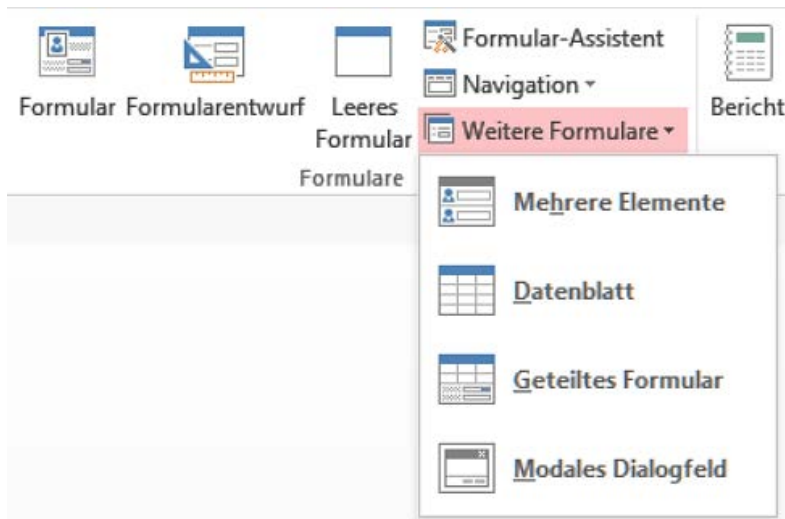 Formular
Formularentwurf
Leeres
Formular
Formular-Assistent
Navigation
Weitere Formulare
Bericht
Formulare
Mehrere Elemente
Datenblatt
Geteiltes Formular
Modales Dialogfeld